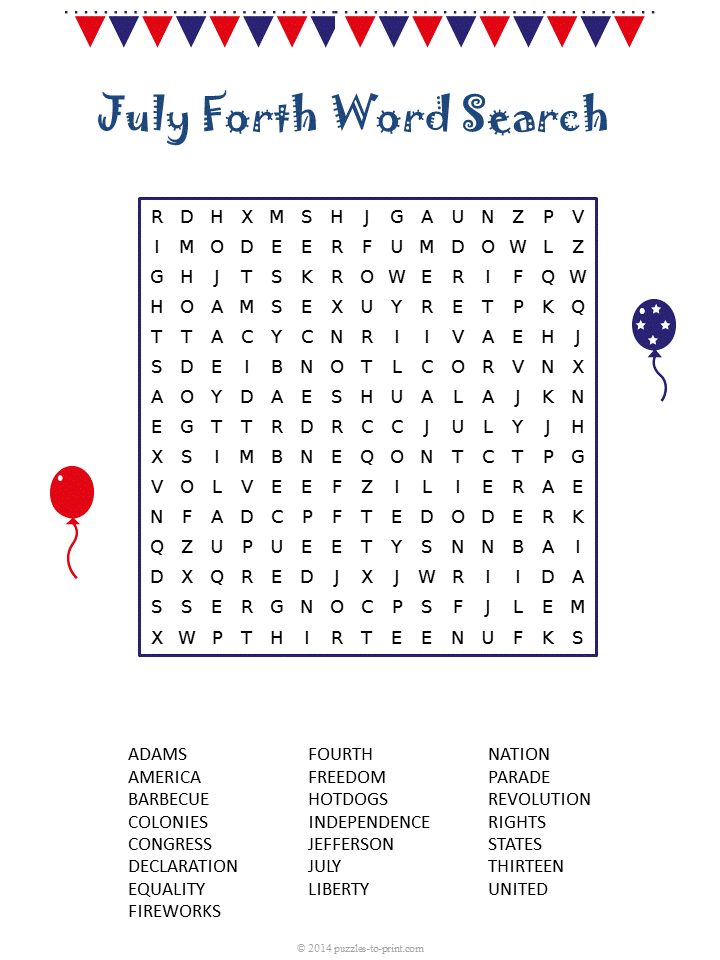 July Forth Word Search
R D H X M S H J G A U N Z P V
I M O D E E R F U M D O W L Z
G H J T S K R O W E R I F Q W
H O A M S E X U Y R E T P K Q
T T A C Y C N R I I V A E H J
S D E I B N O T L C O R V N X
A O Y D A E S H U A L A J K N
E G T T R D R C C J U L Y J H
X S I M B N E Q O N T C T P G
V O L V E E F Z I L I E R A E
N F A D C P F T E D O D E R K
Q Z U P U E E T Y S N N B A I
D X Q R E D J X J W R I I D A
S S E R G N O C P S F J L E M
X W P T H I R T E E N U F K S
ADAMS FOURTH NATION
AMERICA FREEDOM PARADE
BARBECUE HOTDOGS REVOLUTION
COLONIES INDEPENDENCE RIGHTS
CONGRESS JEFFERSON STATES
DECLARATION JULY THIRTEEN
EQUALITY LIBERTY UNITED
FIREWORKS
© 2014 puzzles-to-print.com